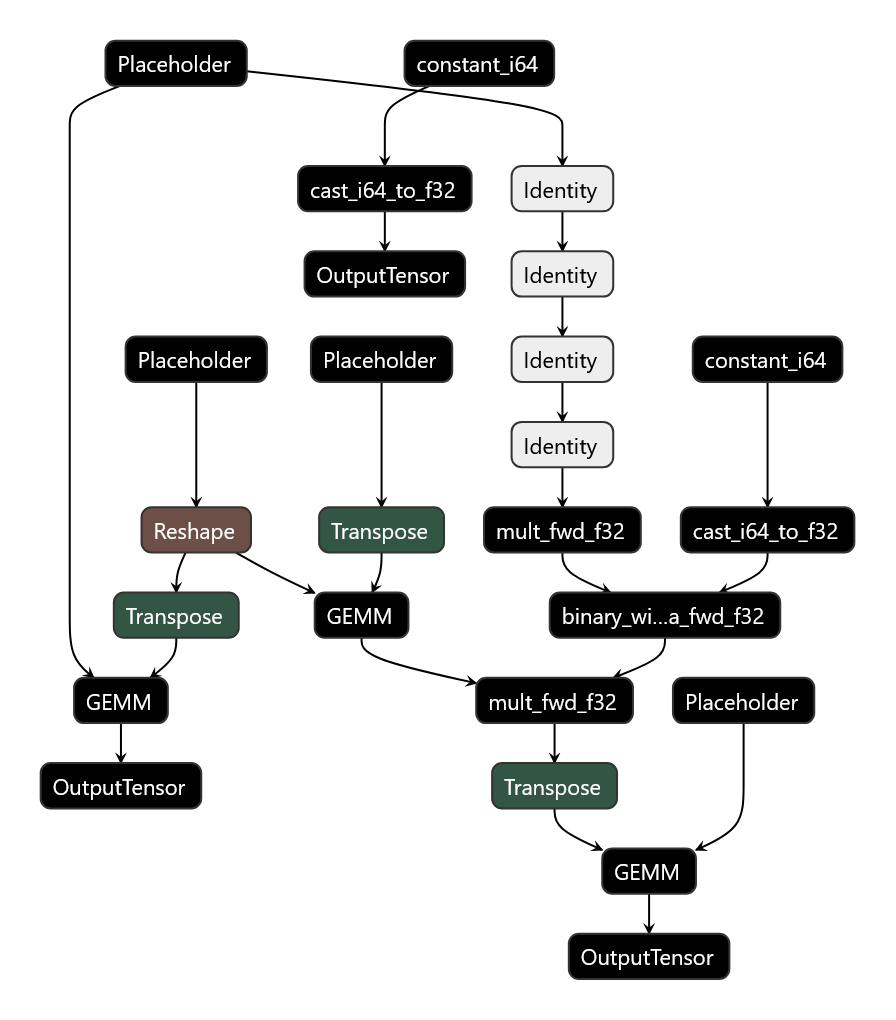 Placeholder
constant_i64
cast_i64_to_f32
Identity
OutputTensor
Identity
Placeholder
Placeholder
Identity
constant_i64
Identity
Reshape
Transpose
mult_fwd_f32
cast_i64_to_f32
Transpose
GEMM
binary_wi...a_fwd_f32
GEMM
mult_fwd_f32
Placeholder
OutputTensor
Transpose
GEMM
OutputTensor